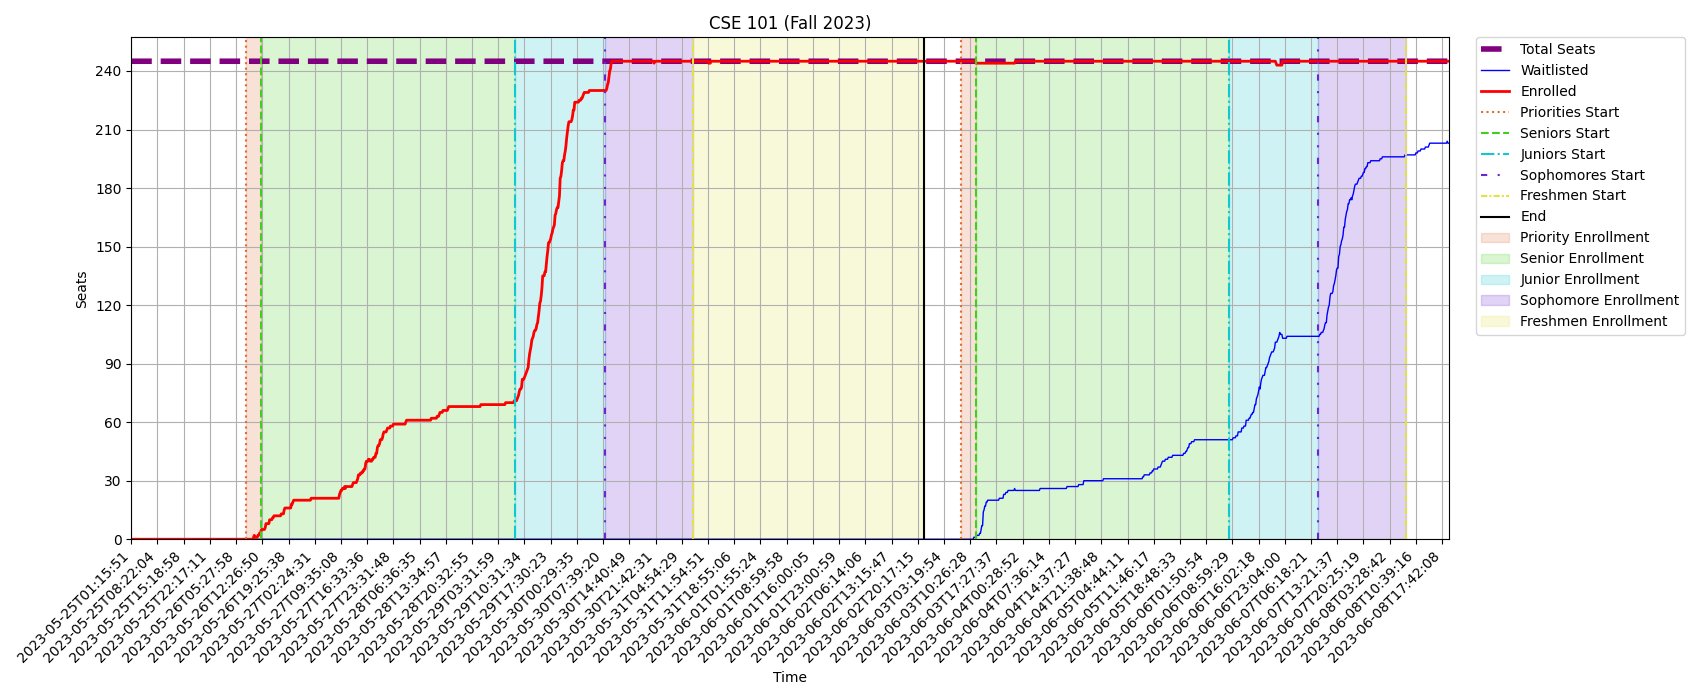 CSE 101 (Fall 2023)
Seats
240
210
180
150
120
90
60
30
0
2023-05-25T01:15:51
2023-05-25T08:22:04
2023-05-25T15:18:58
2023-05-25T22:17:11
2023-05-26T05:27:58
2023-05-26T12:26:50
2023-05-26T19:25:38
2023-05-27T02:24:31
2023-05-27T09:35:08
2023-05-27T16:33:36
2023-05-27T23:31:48
2023-05-28T06:36:35
2023-05-28T13:34:57
2023-05-28T20:32:55
2023-05-29T03:31:59
2023-05-29T10:31:34
2023-05-29T17:30:23
2023-05-30T00:29:35
2023-05-30T07:39:20
2023-05-30T14:40:49
2023-05-30T21:42:31
2023-05-31T04:54:29
2023-05-31T11:54:51
2023-05-31T18:55:06
2023-06-01T01:55:24
2023-06-01T08:59:58
2023-06-01T16:00:05
2023-06-01T23:00:59
2023-06-02T06:14:06
2023-06-02T13:15:47
2023-06-02T20:17:15
2023-06-03T03:19:54
2023-06-03T10:26:28
2023-06-03T17:27:37
2023-06-04T00:28:52
2023-06-04T07:36:14
2023-06-04T14:37:27
2023-06-04T21:38:48
2023-06-05T04:44:11
2023-06-05T11:46:17
2023-06-05T18:48:33
2023-06-06T01:50:54
2023-06-06T08:59:29
2023-06-06T16:02:18
2023-06-06T23:04:00
2023-06-07T06:18:21
2023-06-07T13:21:37
2023-06-07T20:25:19
2023-06-08T03:28:42
2023-06-08T10:39:16
2023-06-08T17:42:08
Time
Total Seats
Waitlisted
Enrolled
Priorities Start
Seniors Start
Juniors Start
Sophomores Start
Freshmen Start
End
Priority Enrollment
Senior Enrollment
Junior Enrollment
Sophomore Enrollment
Freshmen Enrollment